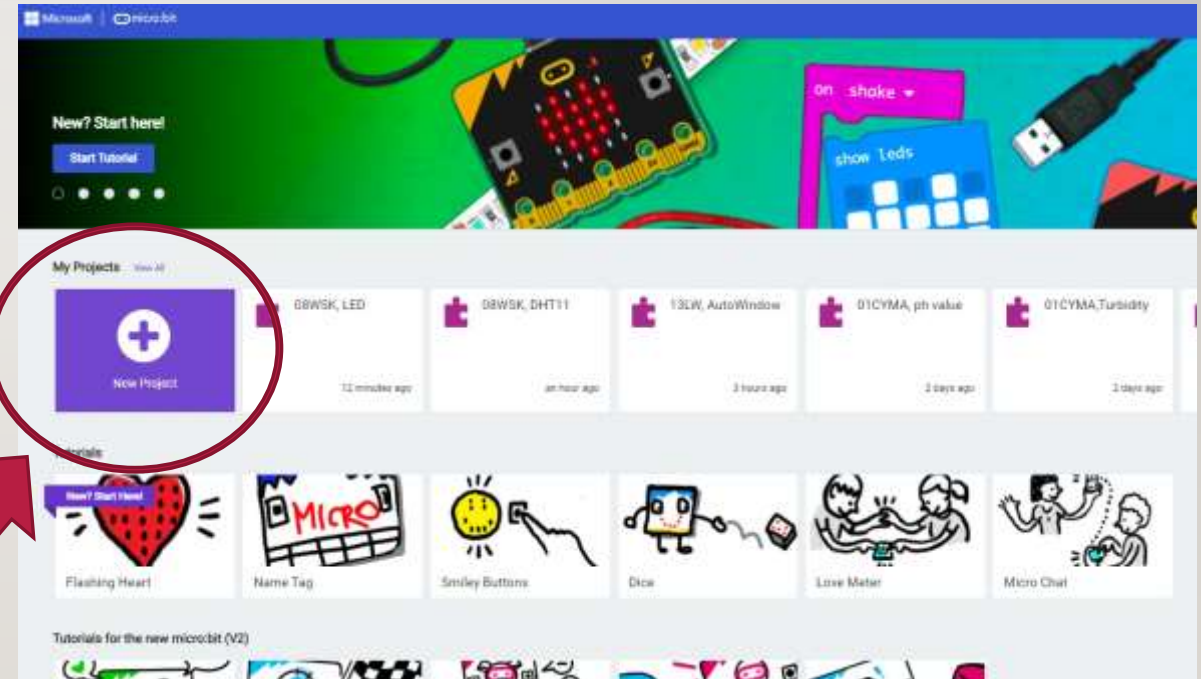 Microsoft | micro:bit
on shake
New? Start here!
Start Tutorial
show leds
My Projects View All
New Project
08WSK, LED
12 minutes ago
08WSK, DHT11
an hour ago
13LW, AutoWindow
3 hours ago
01CYMA, ph value
2 days ago
01CYMA,Turbidity
2 days ago
Tutorials
New? Start Here!
MICRO
Flashing Heart
Name Tag
Smiley Buttons
Dice
Love Meter
Micro Chat
Tutorials for the new micro:bit (V2)